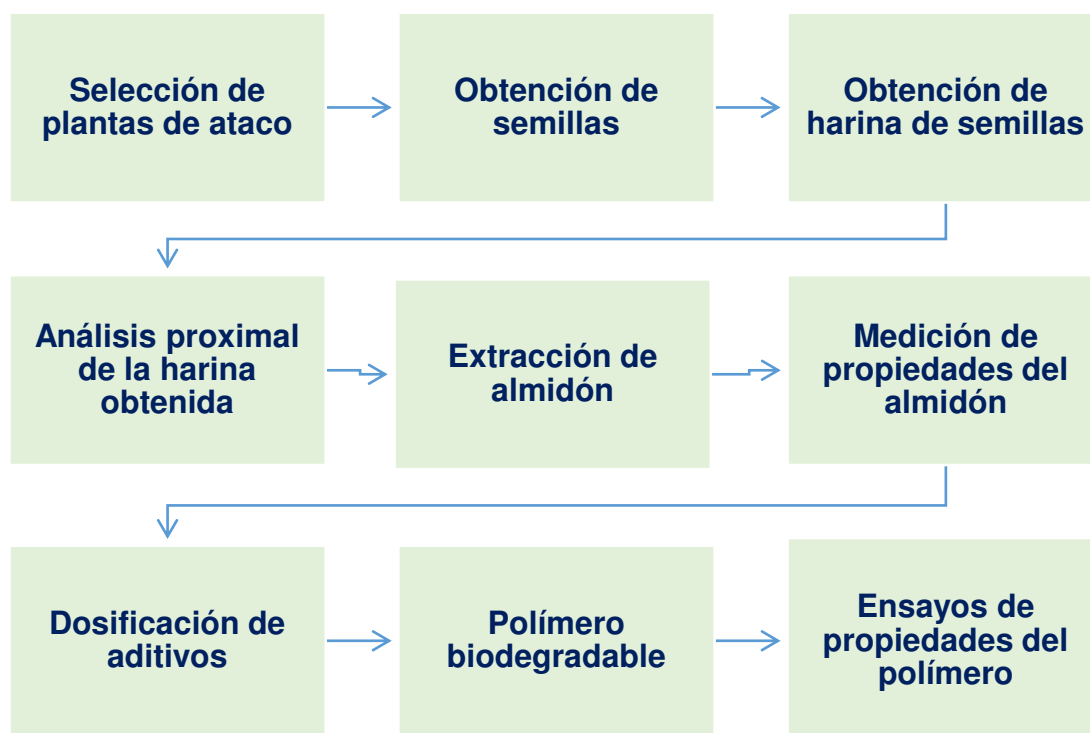 Selección de
plantas de ataco
Obtención de
semillas
Obtención de
harina de semillas
Análisis proximal
de la harina
obtenida
Extracción de
almidón
Medición de
propiedades del
almidón
Dosificación de
aditivos
Polímero
biodegradable
Ensayos de
propiedades del
polímero